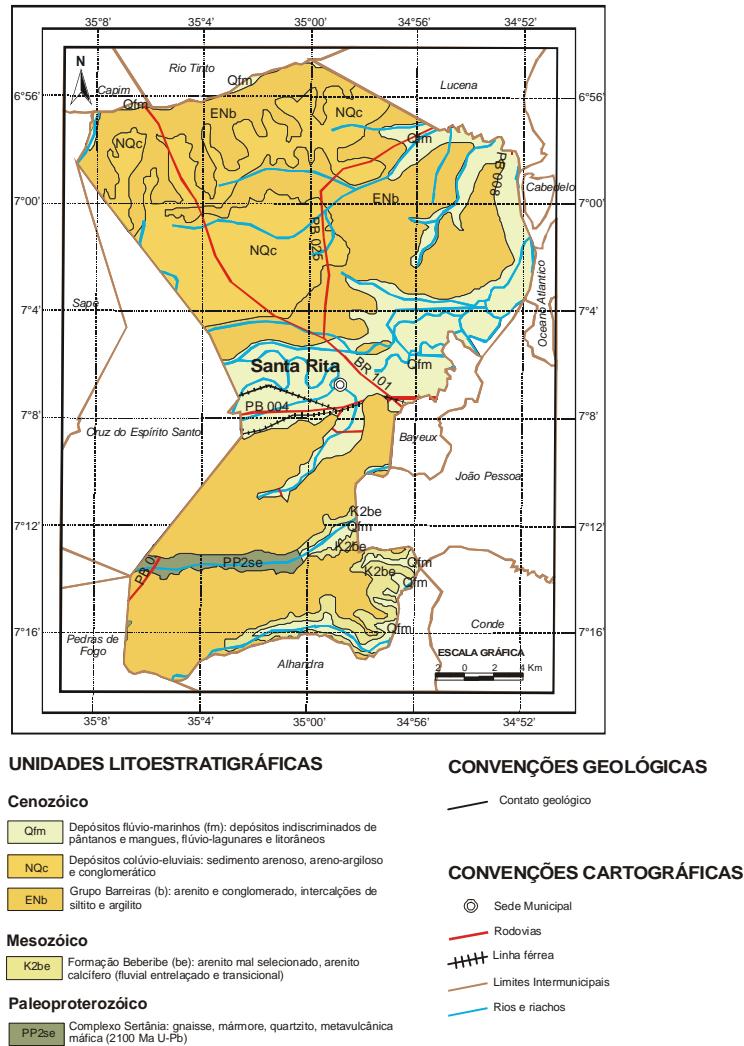 35°8' 35°4' 35°00' 34°56' 34°52'
N
Rio Tinto
Qfm
Lucena
Capim
6°56' 6°56'
Qfm
ENb
NQc
NQc
Qfm
PB 008
Cabedelo
ENb
7°00' 7°00'
PB 025
NQc
Sapé
Oceano Atlantico
7°4' 7°4'
Santa Rita
BR 101
Qfm
PB 004
7°8' 7°8'
Cruz do Espírito Santo
Bayeux
João Pessoa
K2be
7°12' 7°12'
Qfm
K2be
PB 0
PP2se
Qfm
K2be
Qfm
Pedras de
Fogo
7°16' 7°16'
Qfm
Conde
Alhandra
ESCALA GRÁFICA
2 0 2 4 Km
35°8' 35°4' 35°00' 34°56' 34°52'
UNIDADES LITOESTRATIGRÁFICAS
Cenozóico
Qfm Depósitos flúvio-marinhos (fm): depósitos indiscriminados de
pântanos e mangues, flúvio-lagunares e litorâneos
NQc Depósitos colúvio-eluviais: sedimento arenoso, areno-argiloso
e conglomerático
ENb Grupo Barreiras (b): arenito e conglomerado, intercalções de
siltito e argilito
Mesozóico
K2be Formação Beberibe (be): arenito mal selecionado, arenito
calcífero (fluvial entrelaçado e transicional)
Paleoproterozóico
PP2se Complexo Sertânia: gnaisse, mármore, quartzito, metavulcânica
máfica (2100 Ma U-Pb)
CONVENÇÕES GEOLÓGICAS
Contato geológico
CONVENÇÕES CARTOGRÁFICAS
Sede Municipal
Rodovias
Linha férrea
Limites Intermunicipais
Rios e riachos